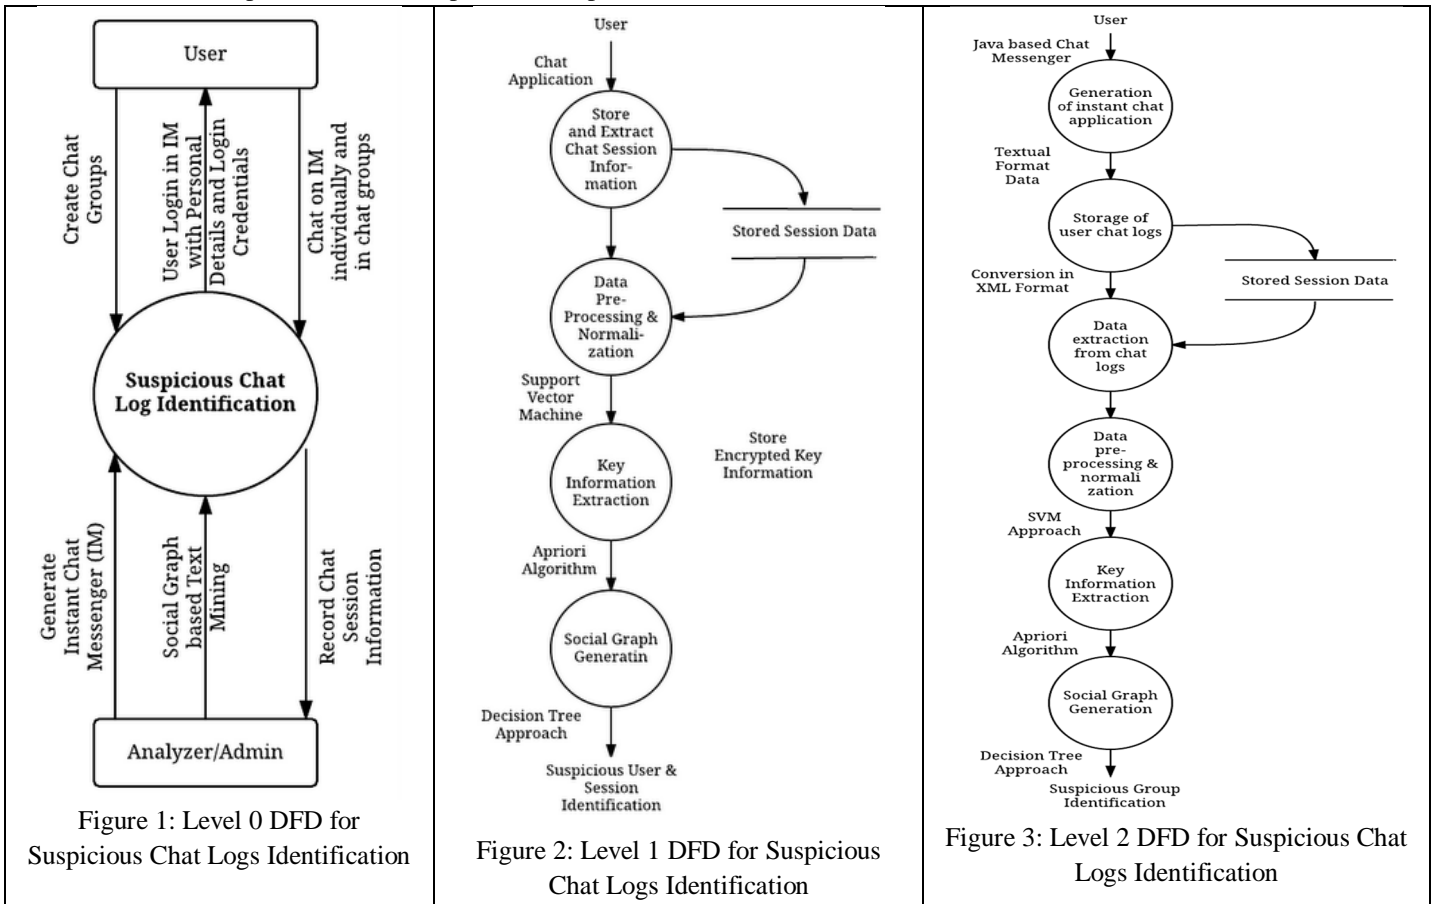 User
Create Chat
Groups
User Login in IM
with Personal
Details and Login
Credentials
Chat on IM
individually and
in chat groups
Suspicious Chat
Log Identification
Generate
Instant Chat
Messenger (IM)
Social Graph
based Text
Mining
Record Chat
Session
Information
Analyzer/Admin
Figure 1: Level 0 DFD for
Suspicious Chat Logs Identification
User
Chat
Application
Store
and Extract
Chat Session
Infor-
mation
Stored Session Data
Data
Pre-
Processing &
Normali-
zation
Support
Vector
Machine
Key
Information
Extraction
Store
Encrypted Key
Information
Apriori
Algorithm
Social Graph
Generatin
Decision Tree
Approach
Suspicious User &
Session
Identification
Figure 2: Level 1 DFD for Suspicious
Chat Logs Identification
User
Java based Chat
Messenger
Generation
of instant chat
application
Textual
Format
Data
Storage of
user chat logs
Stored Session Data
Conversion in
XML Format
Data
extraction
from chat
logs
Data
pre-
processing &
normali
zation
SVM
Approach
Key
Information
Extraction
Apriori
Algorithm
Social Graph
Generation
Decision Tree
Approach
Suspicious Group
Identification
Figure 3: Level 2 DFD for Suspicious Chat
Logs Identification